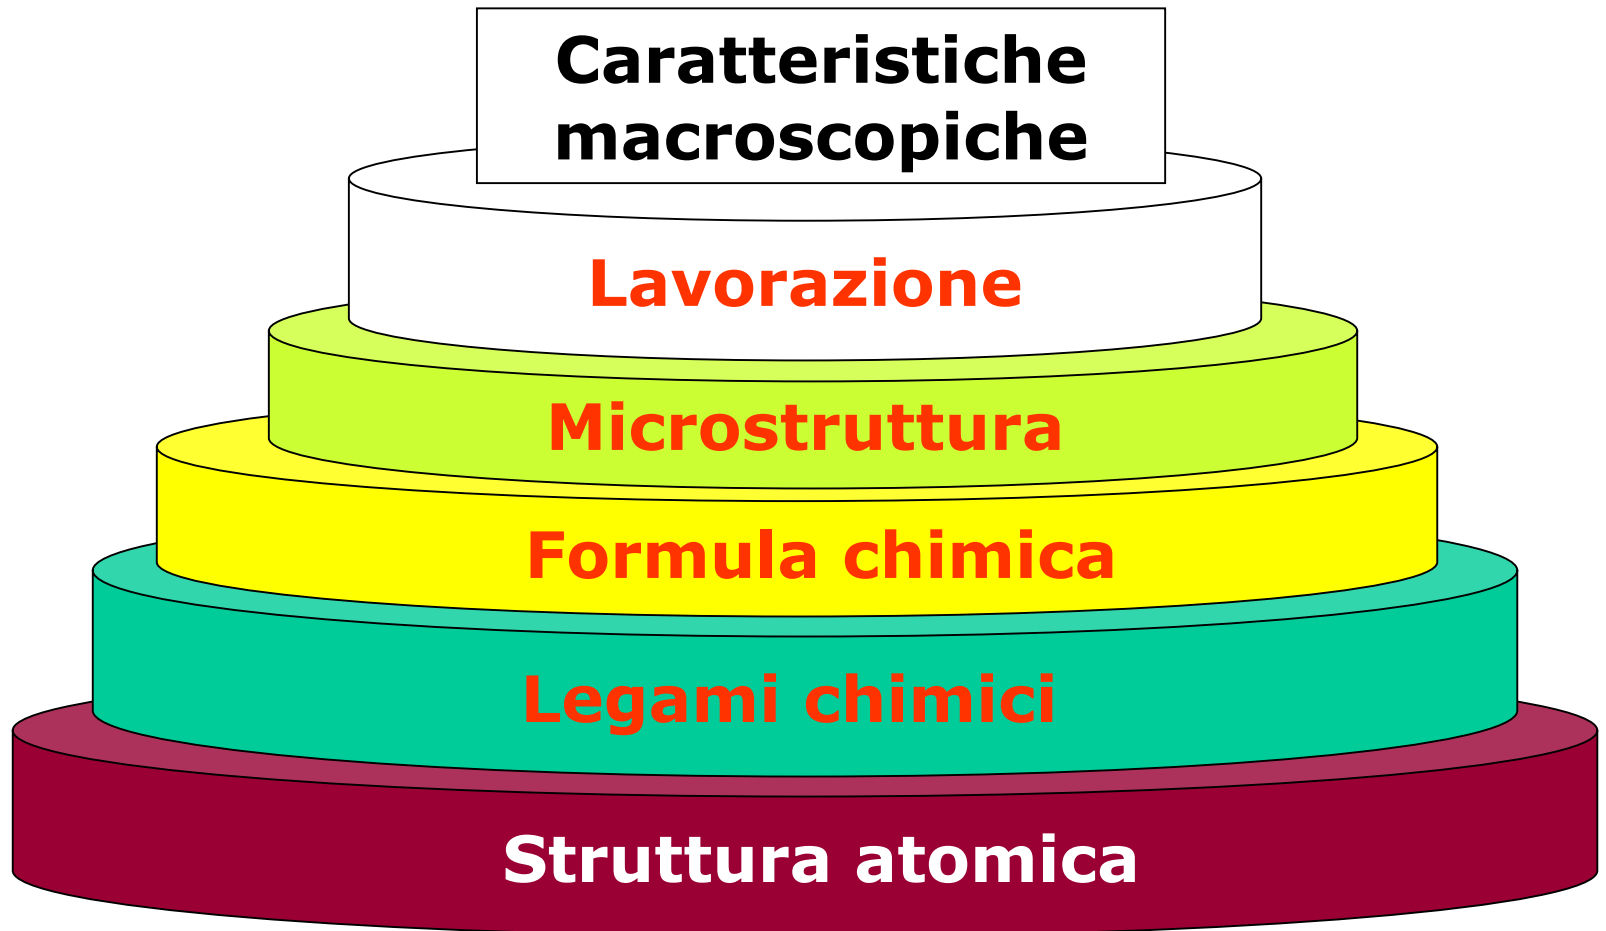 Caratteristiche
macroscopiche
Lavorazione
Microstruttura
Formula chimica
Legami chimici
Struttura atomica